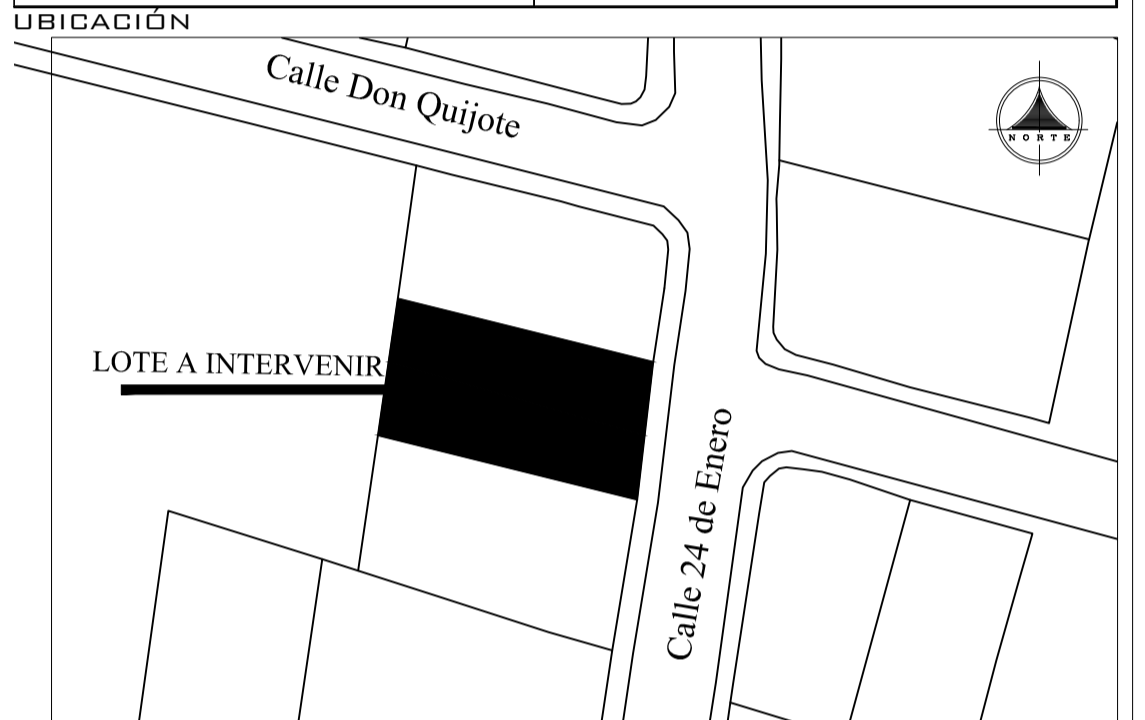 UBICACIÓN
Calle Don Quijote
NORTE
LOTE A INTERVENIR
Calle 24 de Enero